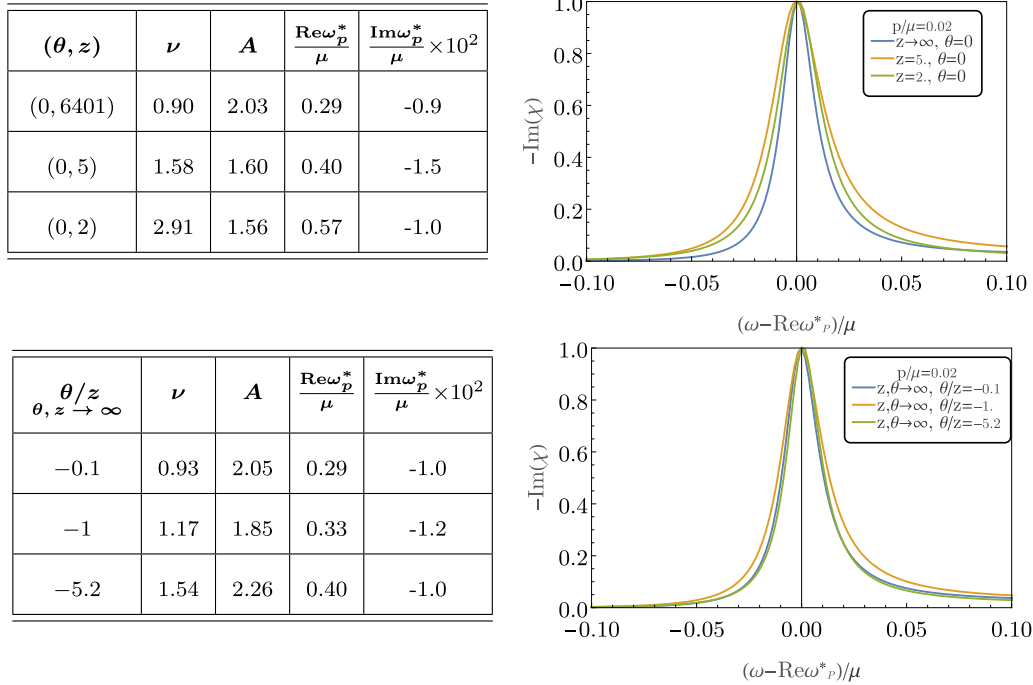 (θ, z) ν A Reω*p/μ Imω*p/μ ×10²
(0, 6401) 0.90 2.03 0.29 -0.9
(0, 5) 1.58 1.60 0.40 -1.5
(0, 2) 2.91 1.56 0.57 -1.0
1.0
0.8
0.6
0.4
0.2
0.0
−Im(χ)
p/μ=0.02
z→∞, θ=0
z=5., θ=0
z=2., θ=0
−0.10 −0.05 0.00 0.05 0.10
(ω−Reω*P)/μ
θ/z ν A Reω*p/μ Imω*p/μ ×10²
θ, z → ∞
−0.1 0.93 2.05 0.29 -1.0
−1 1.17 1.85 0.33 -1.2
−5.2 1.54 2.26 0.40 -1.0
1.0
0.8
0.6
0.4
0.2
0.0
−Im(χ)
p/μ=0.02
z,θ→∞, θ/z=−0.1
z,θ→∞, θ/z=−1.
z,θ→∞, θ/z=−5.2
−0.10 −0.05 0.00 0.05 0.10
(ω−Reω*P)/μ